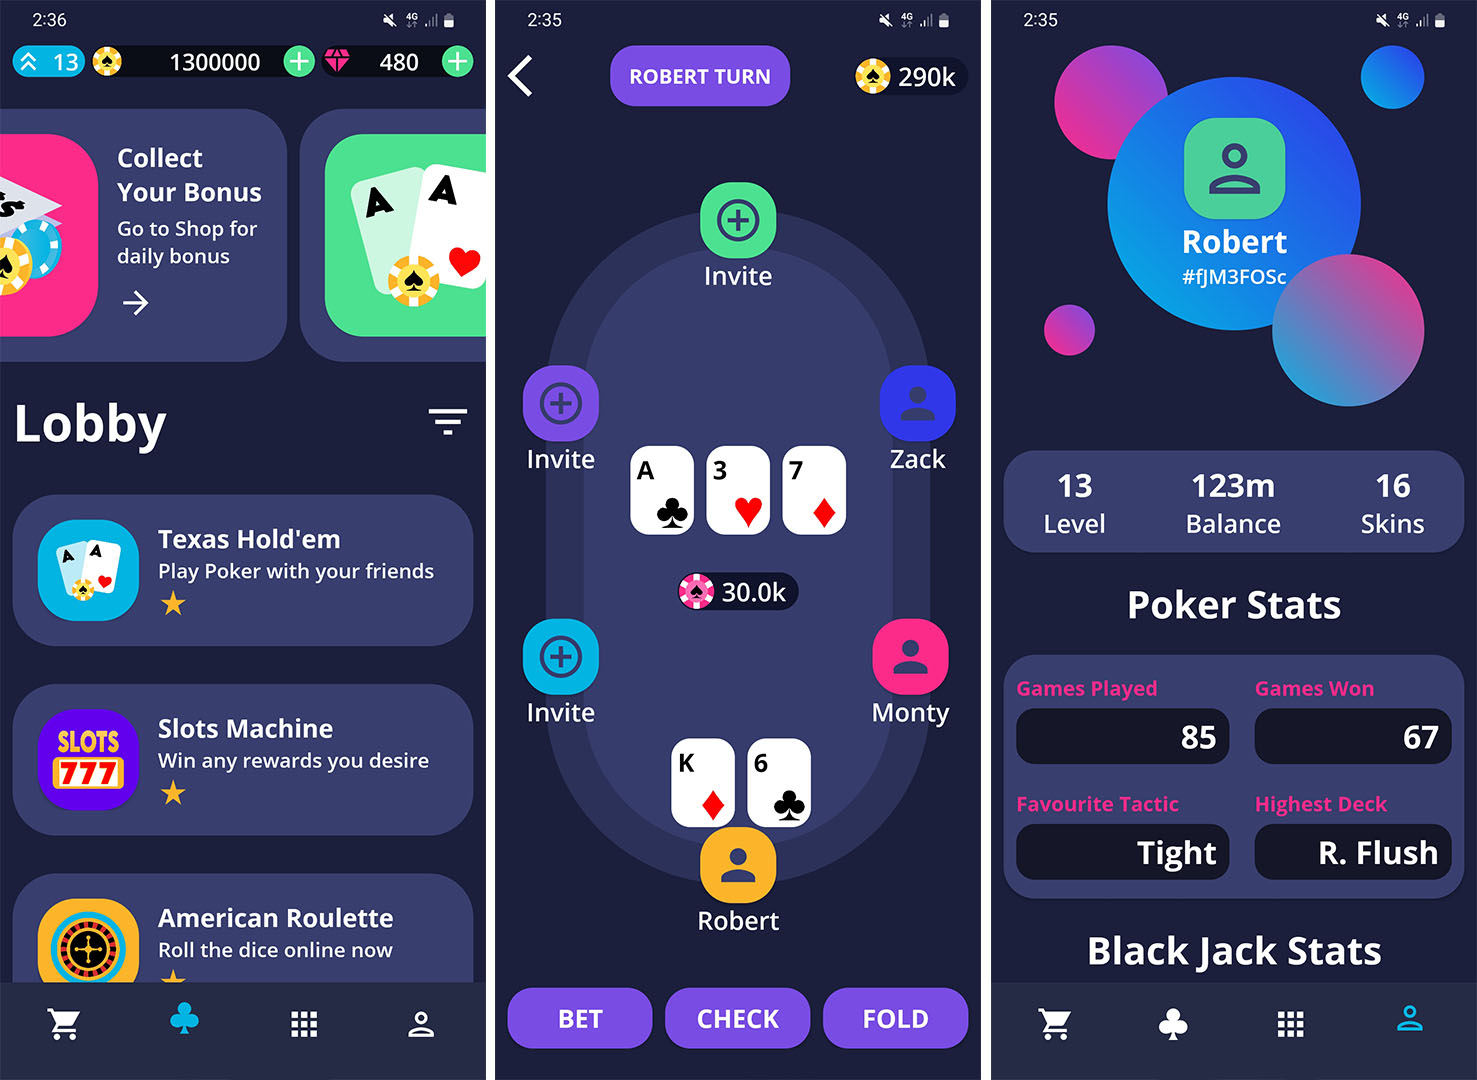 2:36
4G
13
1300000
480
Collect
Your Bonus
Go to Shop for
daily bonus
A
A
Lobby
Texas Hold'em
Play Poker with your friends
A
A
Slots Machine
Win any rewards you desire
SLOTS
777
American Roulette
Roll the dice online now
2:35
4G
ROBERT TURN
290k
Invite
Invite
Zack
A
3
7
30.0k
Invite
Monty
K
6
Robert
BET
CHECK
FOLD
2:35
4G
Robert
#fJM3FOSc
13
123m
16
Level
Balance
Skins
Poker Stats
Games Played
Games Won
85
67
Favourite Tactic
Highest Deck
Tight
R. Flush
Black Jack Stats